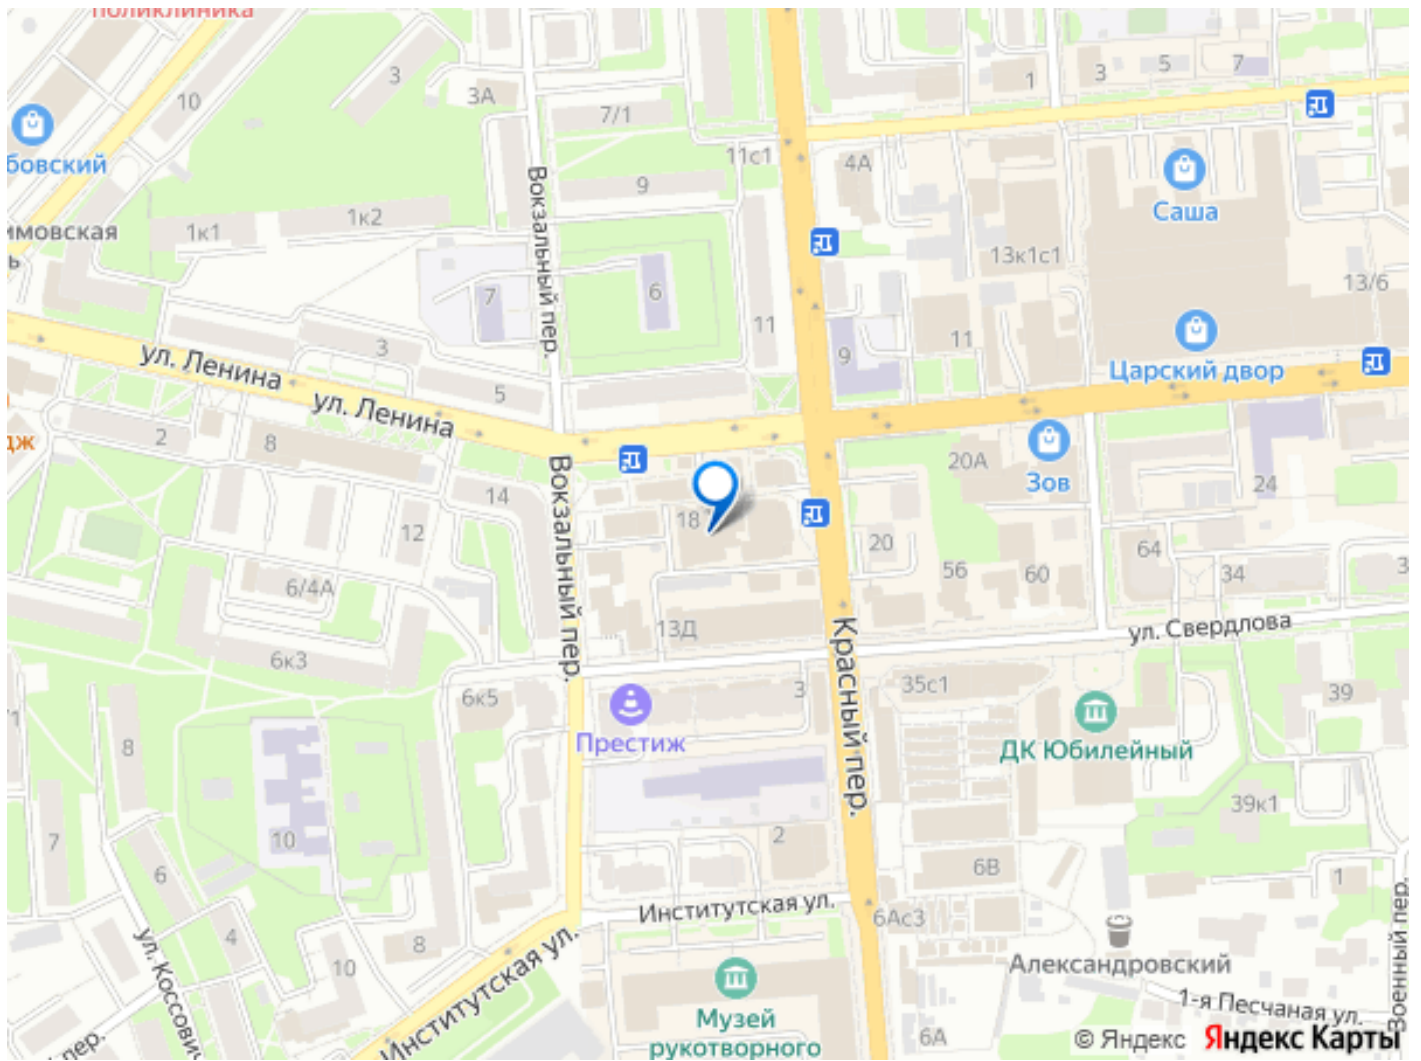 поликлиника
3
3А
10
7/1
1
3
5
7
бовский
11с1
4А
Саша
9
1к2
1к1
имовская
Вокзальный пер.
13к1с1
13/6
7
6
11
9
11
Царский двор
ул. Ленина
3
5
ул. Ленина
2
8
дж
20А
Зов
24
14
Вокзальный пер.
18
12
20
56
60
64
34
6/4А
13Д
ул. Свердлова
6к3
Красный пер.
6к5
3
35с1
39
Престиж
ДК Юбилейный
8
39к1
7
10
2
6В
6
1
Институтская ул.
6Ас3
4
8
ул. Коссович
10
Институтская ул.
Александровский
Военный пер.
1-я Песчаная ул.
Музей
рукотворного
6А
пер.
© Яндекс Яндекс Карты